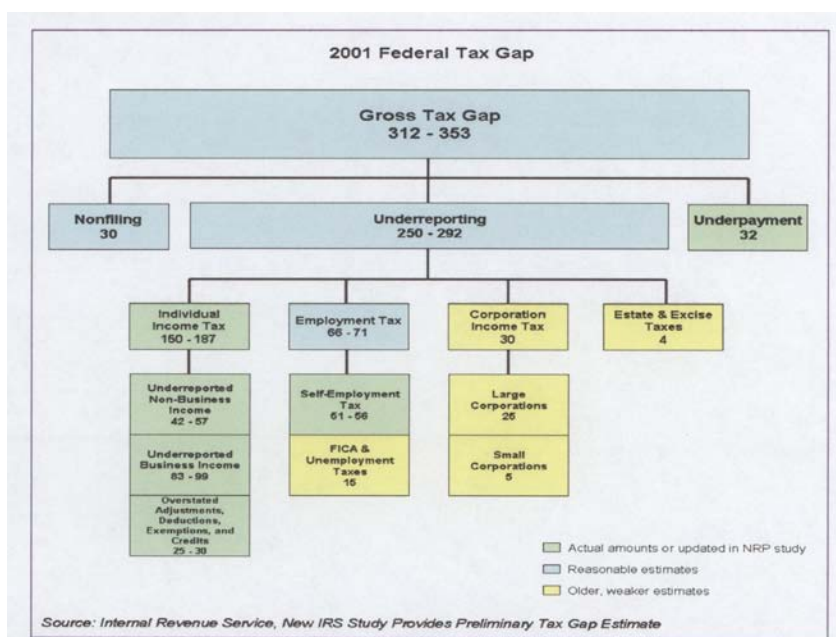 2001 Federal Tax Gap
Gross Tax Gap
312 - 353
Nonfiling
30
Underreporting
250 - 292
Underpayment
32
Individual
Income Tax
150 - 187
Employment Tax
66 - 71
Corporation
Income Tax
30
Estate & Excise
Taxes
4
Underreported
Non-Business
Income
42 - 57
Underreported
Business Income
83 - 99
Overstated
Adjustments,
Deductions,
Exemptions, and
Credits
25 - 30
Self-Employment
Tax
51 - 56
FICA &
Unemployment
Taxes
15
Large
Corporations
25
Small
Corporations
5
Actual amounts or updated in NRP study
Reasonable estimates
Older, weaker estimates
Source: Internal Revenue Service, New IRS Study Provides Preliminary Tax Gap Estimate